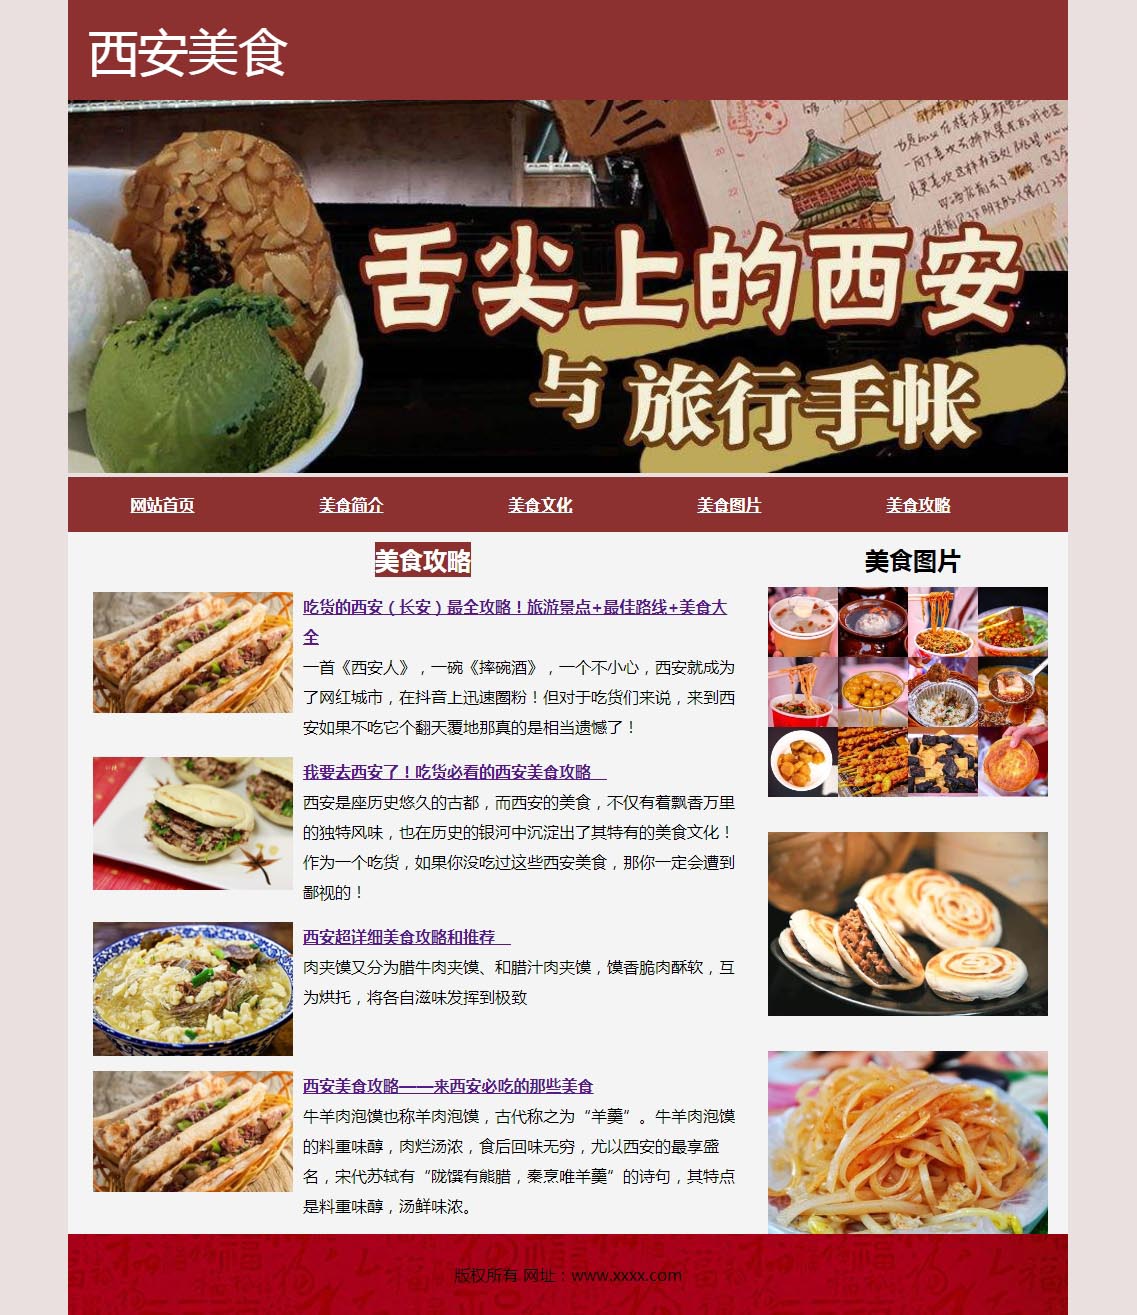 西安美食
舌尖上的西安
与 旅行手帐
网站首页 美食简介 美食文化 美食图片 美食攻略
美食攻略
吃货的西安（长安）最全攻略！旅游景点+最佳路线+美食大
全
一首《西安人》，一碗《摔碗酒》，一个不小心，西安就成为
了网红城市，在抖音上迅速圈粉！但对于吃货们来说，来到西
安如果不吃它个翻天覆地那真的是相当遗憾了！
我要去西安了！吃货必看的西安美食攻略
西安是座历史悠久的古都，而西安的美食，不仅有着飘香万里
的独特风味，也在历史的银河中沉淀出了其特有的美食文化！
作为一个吃货，如果你没吃过这些西安美食，那你一定会遭到
鄙视的！
西安超详细美食攻略和推荐
肉夹馍又分为腊牛肉夹馍、和腊汁肉夹馍，馍香脆肉酥软，互
为烘托，将各自滋味发挥到极致
西安美食攻略——来西安必吃的那些美食
牛羊肉泡馍也称羊肉泡馍，古代称之为“羊羹”。牛羊肉泡馍
的料重味醇，肉烂汤浓，食后回味无穷，尤以西安的最享盛
名，宋代苏轼有“陇馔有熊腊，秦烹唯羊羹”的诗句，其特点
是料重味醇，汤鲜味浓。
美食图片
版权所有 网址：www.xxxx.com